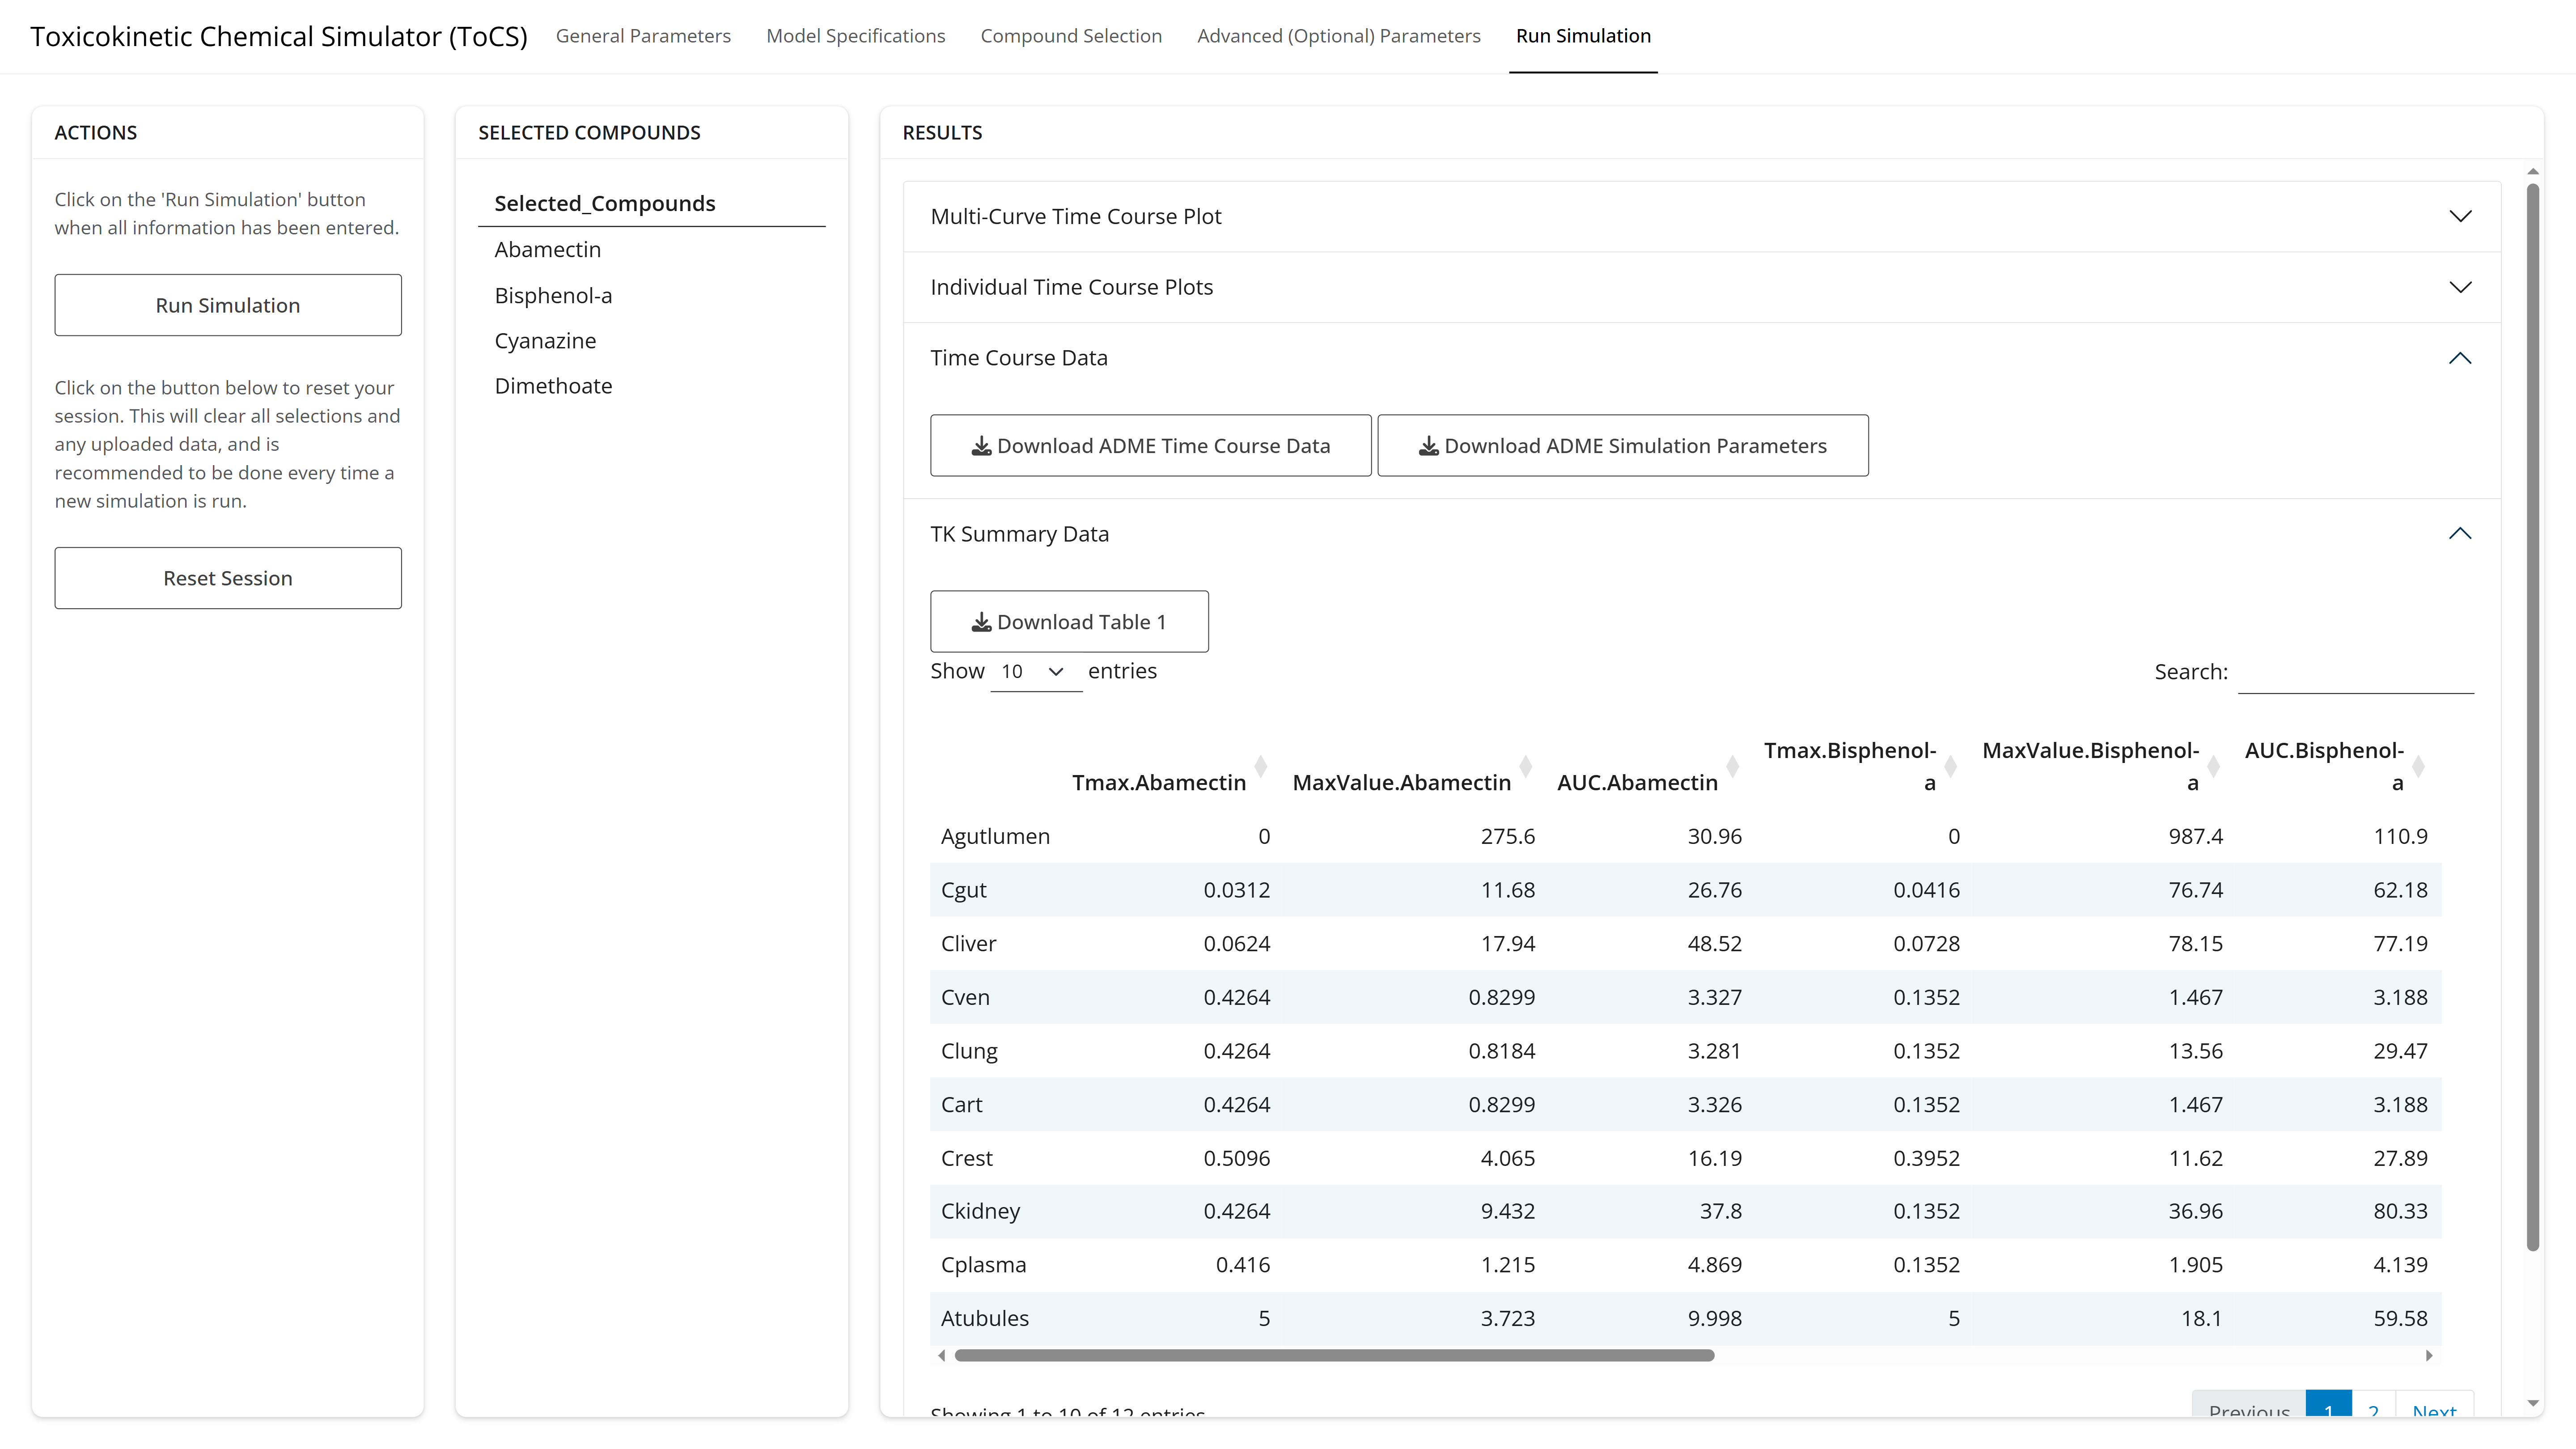 Toxicokinetic Chemical Simulator (ToCS) General Parameters Model Specifications Compound Selection Advanced (Optional) Parameters Run Simulation
ACTIONS
Click on the 'Run Simulation' button
when all information has been entered.
Run Simulation
Click on the button below to reset your
session. This will clear all selections and
any uploaded data, and is
recommended to be done every time a
new simulation is run.
Reset Session
SELECTED COMPOUNDS
Selected_Compounds
Abamectin
Bisphenol-a
Cyanazine
Dimethoate
RESULTS
Multi-Curve Time Course Plot
Individual Time Course Plots
Time Course Data
Download ADME Time Course Data Download ADME Simulation Parameters
TK Summary Data
Download Table 1
Show 10 entries Search:
Tmax.Abamectin MaxValue.Abamectin AUC.Abamectin Tmax.Bisphenol-a MaxValue.Bisphenol-a AUC.Bisphenol-a
Agutlumen 0 275.6 30.96 0 987.4 110.9
Cgut 0.0312 11.68 26.76 0.0416 76.74 62.18
Cliver 0.0624 17.94 48.52 0.0728 78.15 77.19
Cven 0.4264 0.8299 3.327 0.1352 1.467 3.188
Clung 0.4264 0.8184 3.281 0.1352 13.56 29.47
Cart 0.4264 0.8299 3.326 0.1352 1.467 3.188
Crest 0.5096 4.065 16.19 0.3952 11.62 27.89
Ckidney 0.4264 9.432 37.8 0.1352 36.96 80.33
Cplasma 0.416 1.215 4.869 0.1352 1.905 4.139
Atubules 5 3.723 9.998 5 18.1 59.58
Showing 1 to 10 of 12 entries Previous 1 2 Next